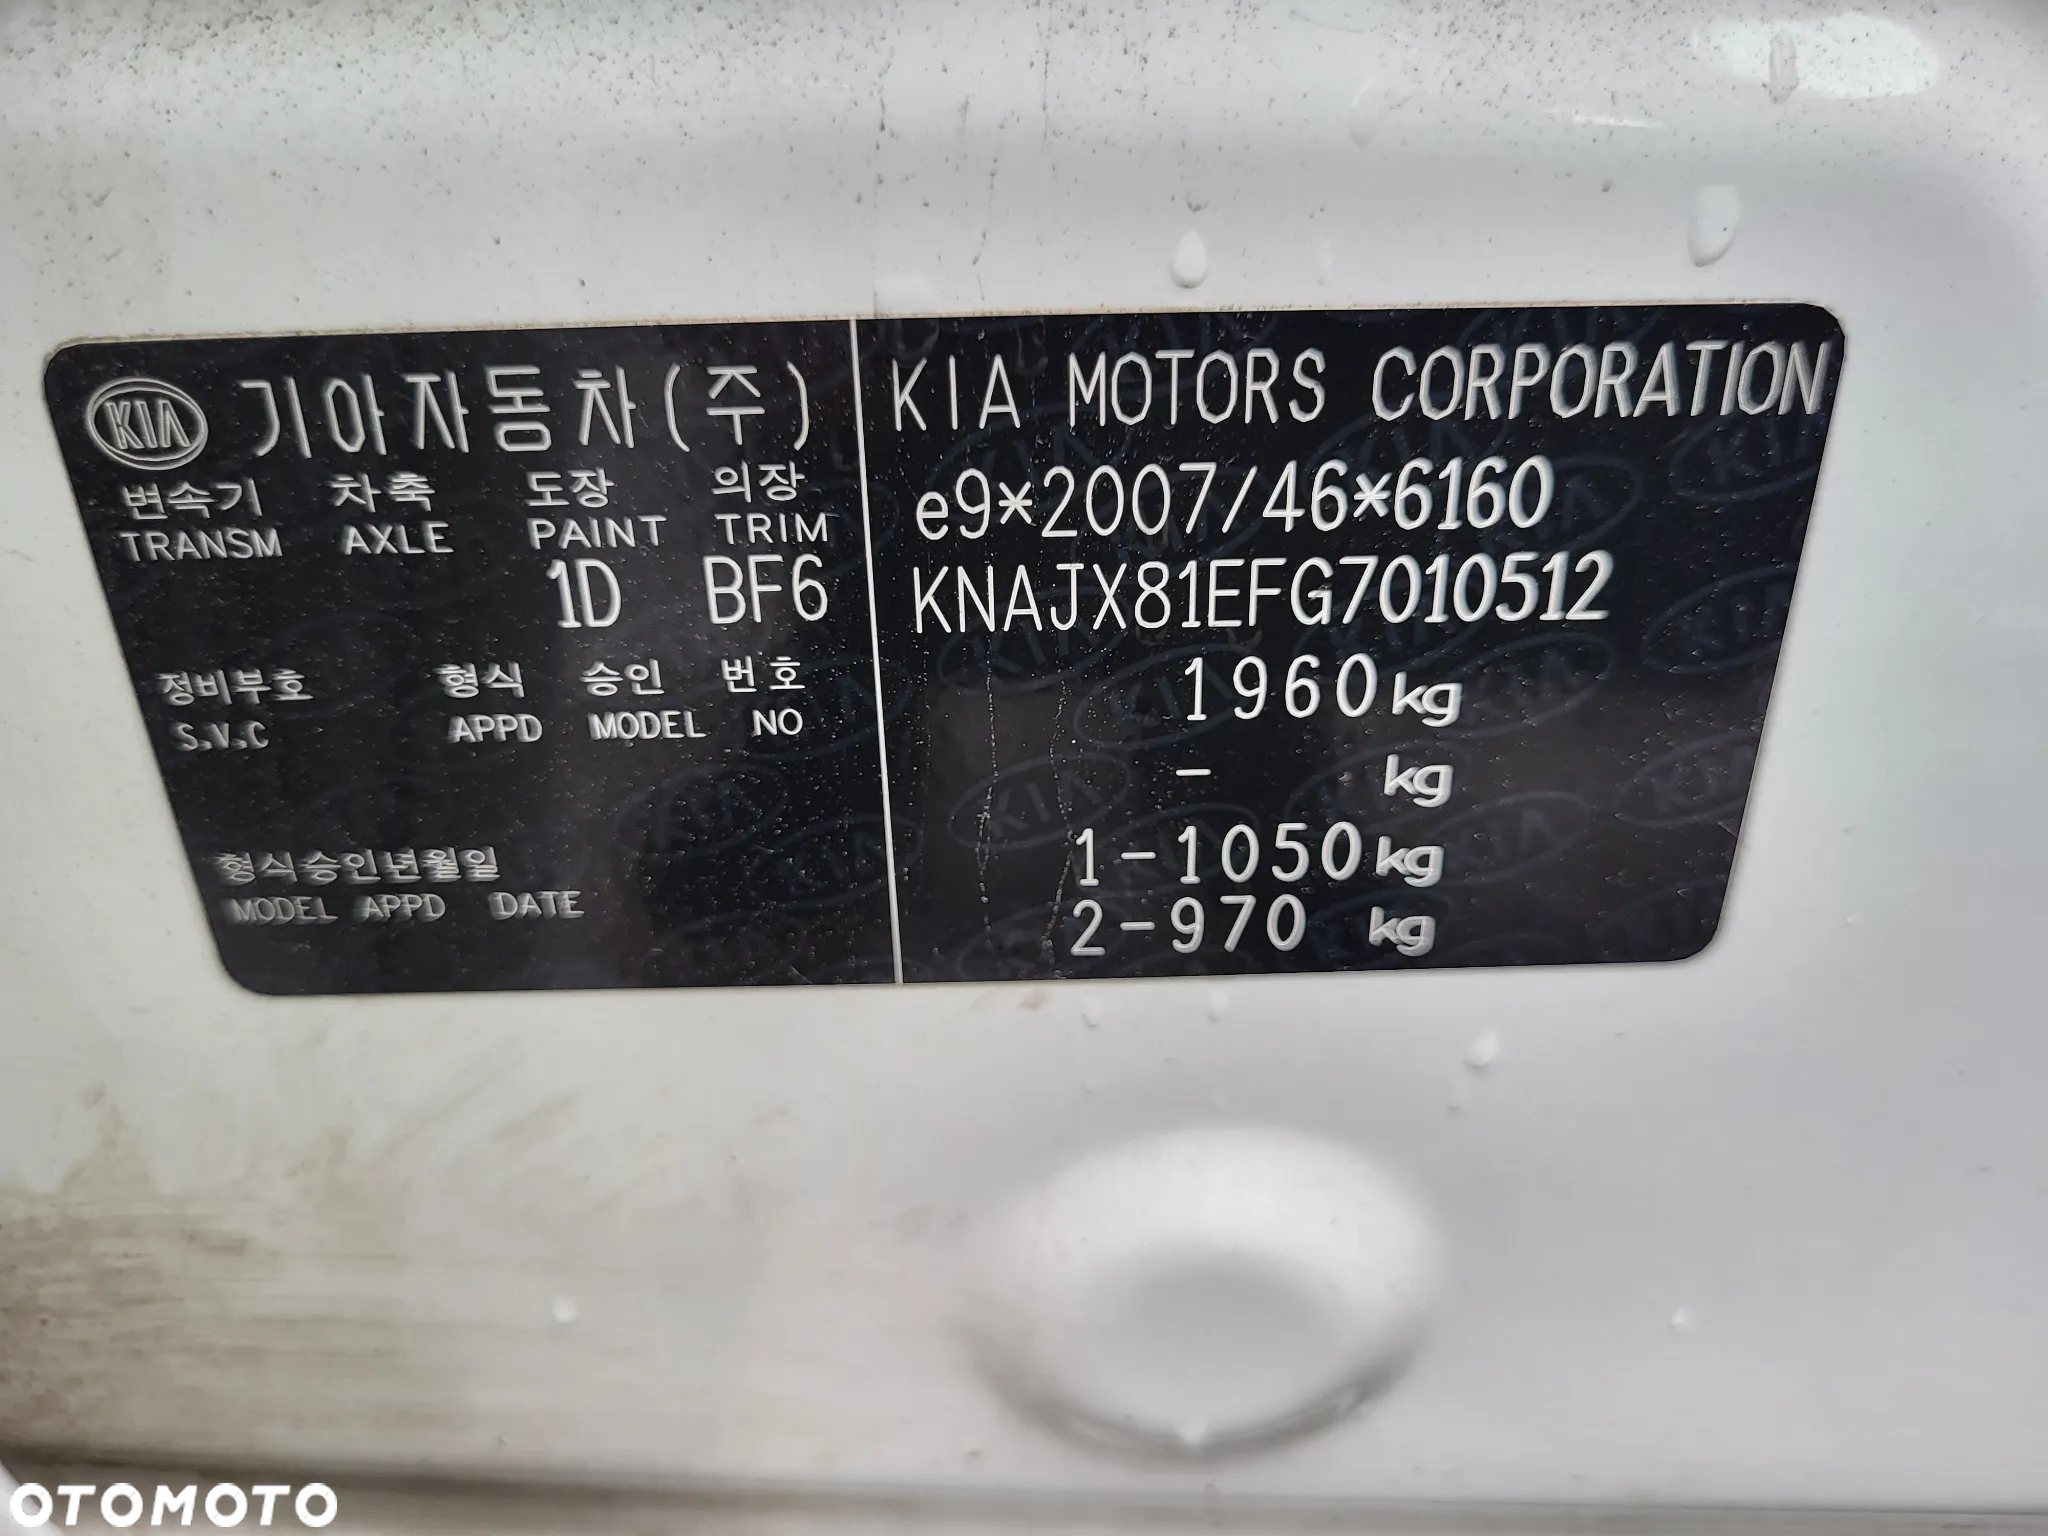 KIA 기아자동차(주)
변속기 차축 도장 의장
TRANSM AXLE PAINT TRIM
1D BF6
정비부호 형식 승인 번호
S.V.C APPD MODEL NO
형식승인년월일
MODEL APPD DATE
KIA MOTORS CORPORATION
e9*2007/46*6160
KNAJX81EFG7010512
1960kg
- kg
1-1050kg
2-970 kg
OTOMOTO